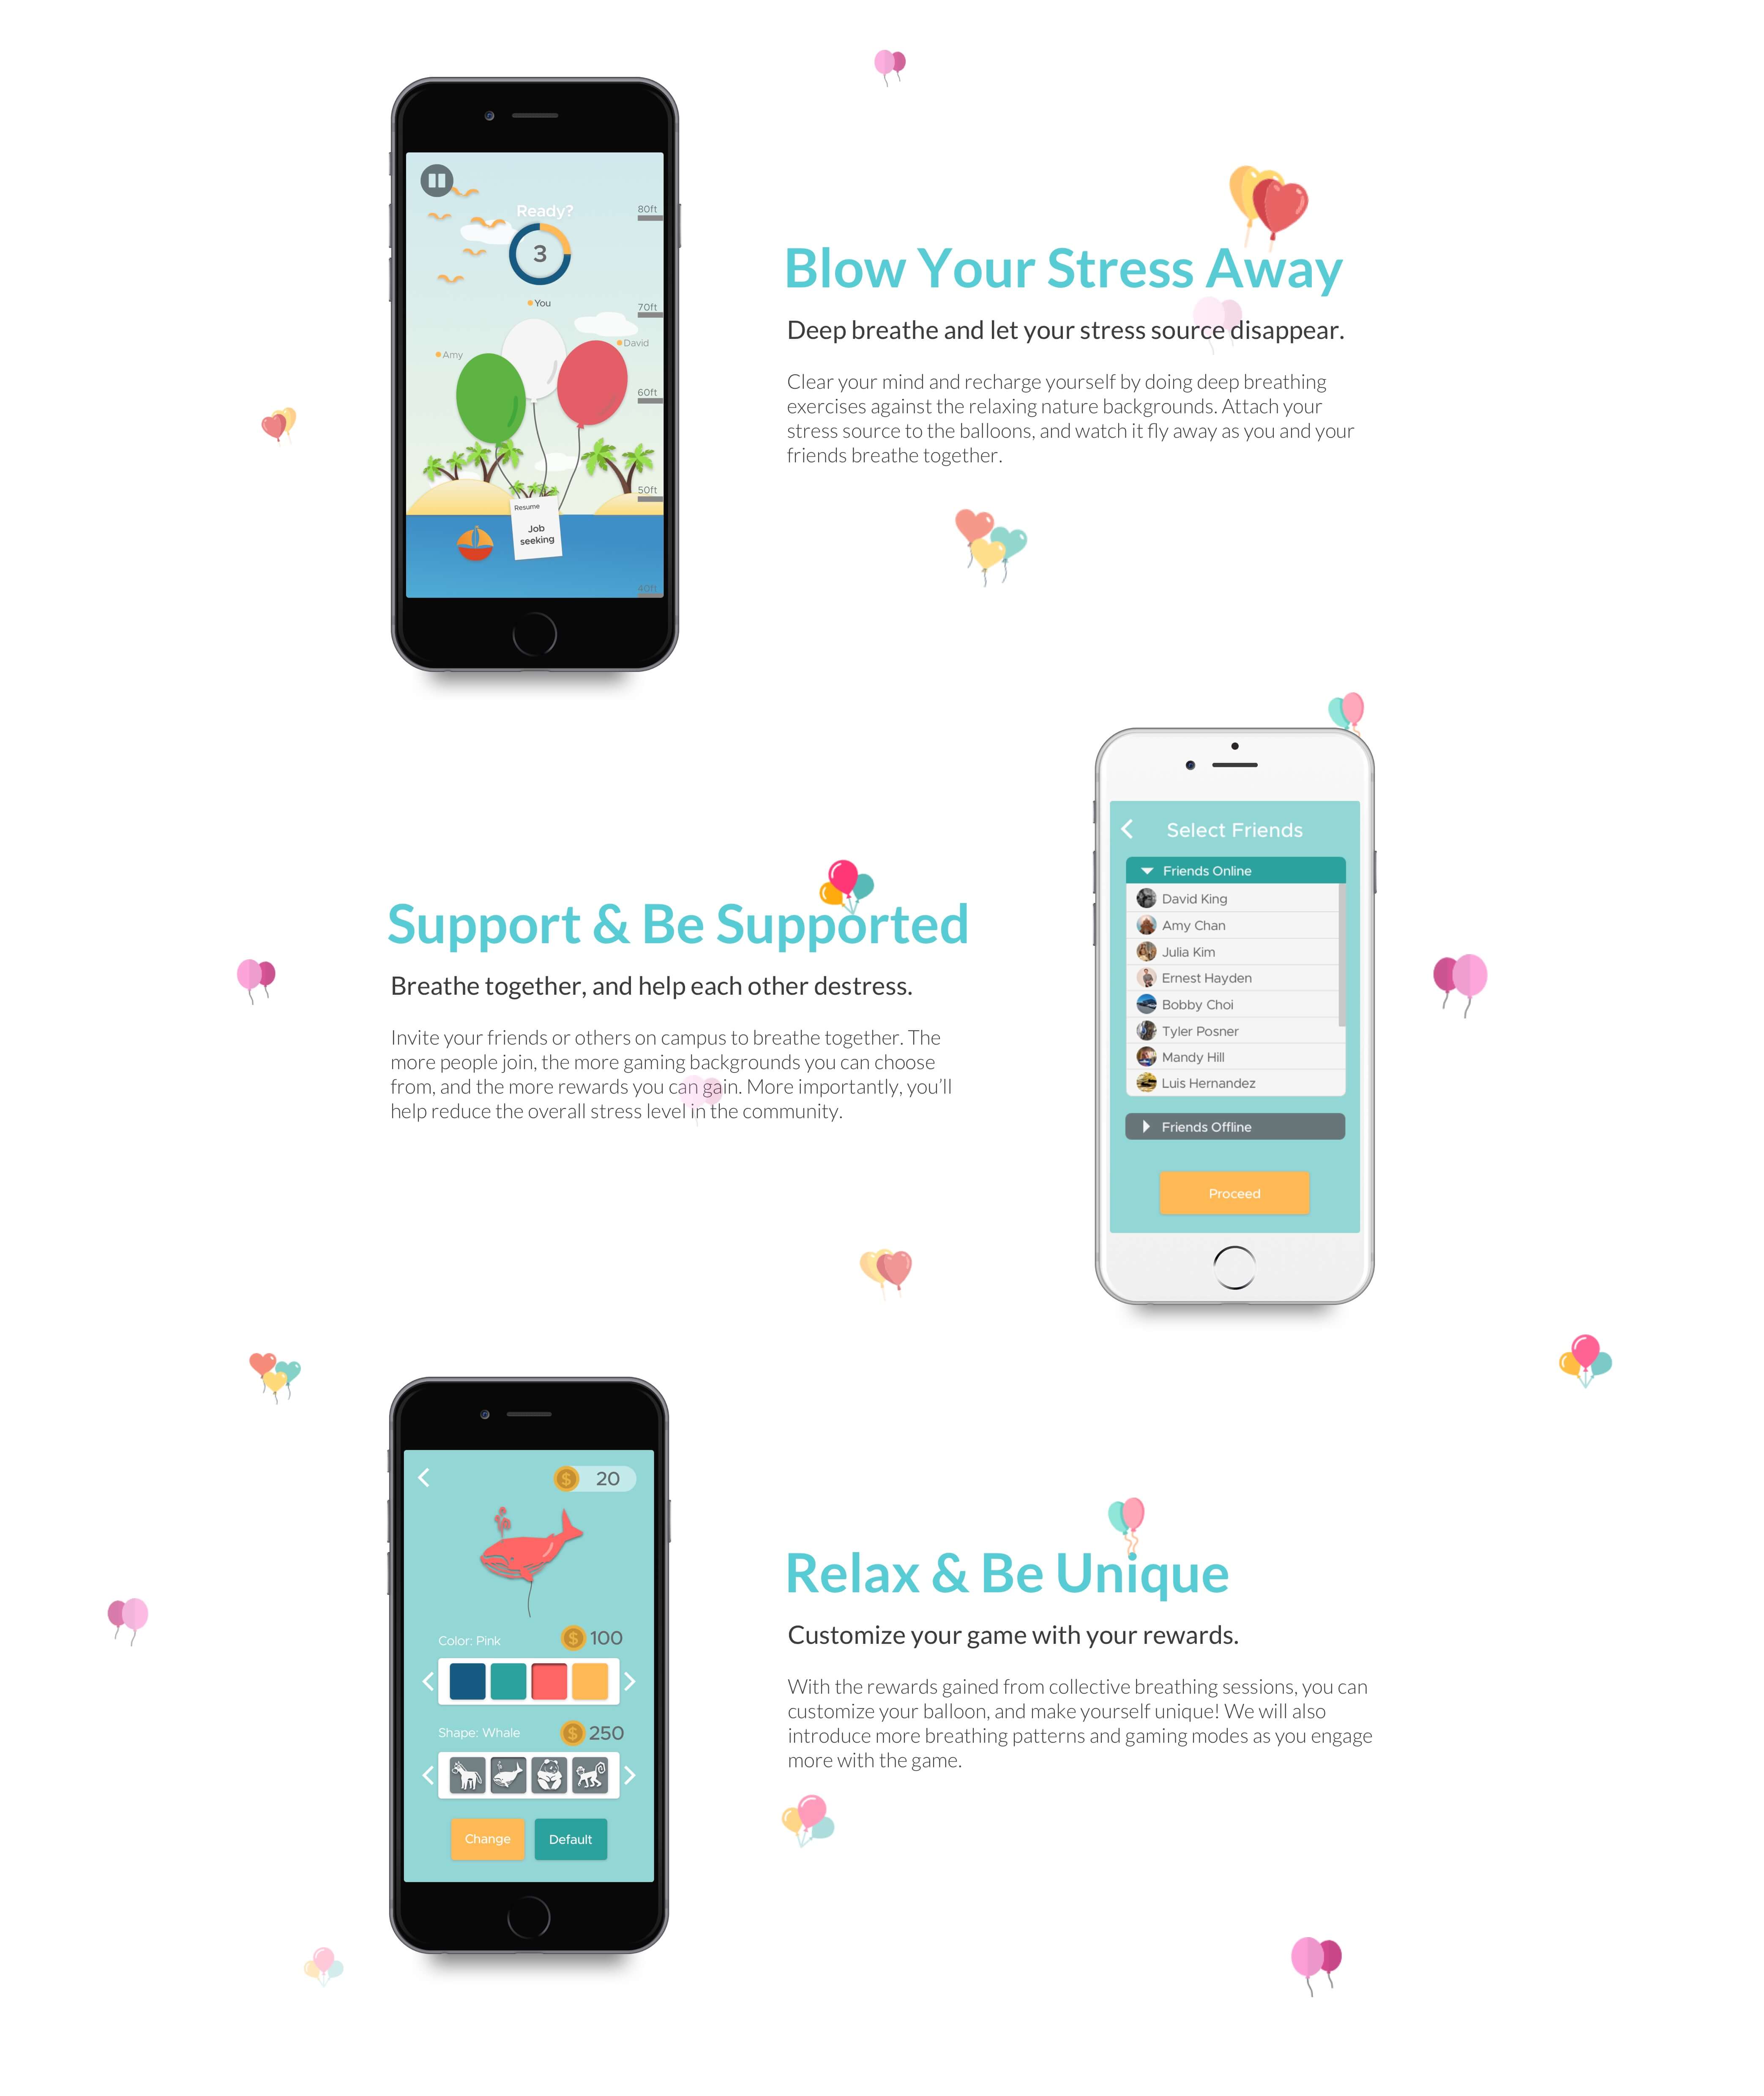 Ready?
3
80ft
You
70ft
David
Amy
60ft
50ft
Resume
Job
seeking
40ft
Blow Your Stress Away
Deep breathe and let your stress source disappear.
Clear your mind and recharge yourself by doing deep breathing
exercises against the relaxing nature backgrounds. Attach your
stress source to the balloons, and watch it fly away as you and your
friends breathe together.
Support & Be Supported
Breathe together, and help each other destress.
Invite your friends or others on campus to breathe together. The
more people join, the more gaming backgrounds you can choose
from, and the more rewards you can gain. More importantly, you'll
help reduce the overall stress level in the community.
Select Friends
Friends Online
David King
Amy Chan
Julia Kim
Ernest Hayden
Bobby Choi
Tyler Posner
Mandy Hill
Luis Hernandez
Friends Offline
Proceed
$ 20
Color: Pink $ 100
Shape: Whale $ 250
Change Default
Relax & Be Unique
Customize your game with your rewards.
With the rewards gained from collective breathing sessions, you can
customize your balloon, and make yourself unique! We will also
introduce more breathing patterns and gaming modes as you engage
more with the game.